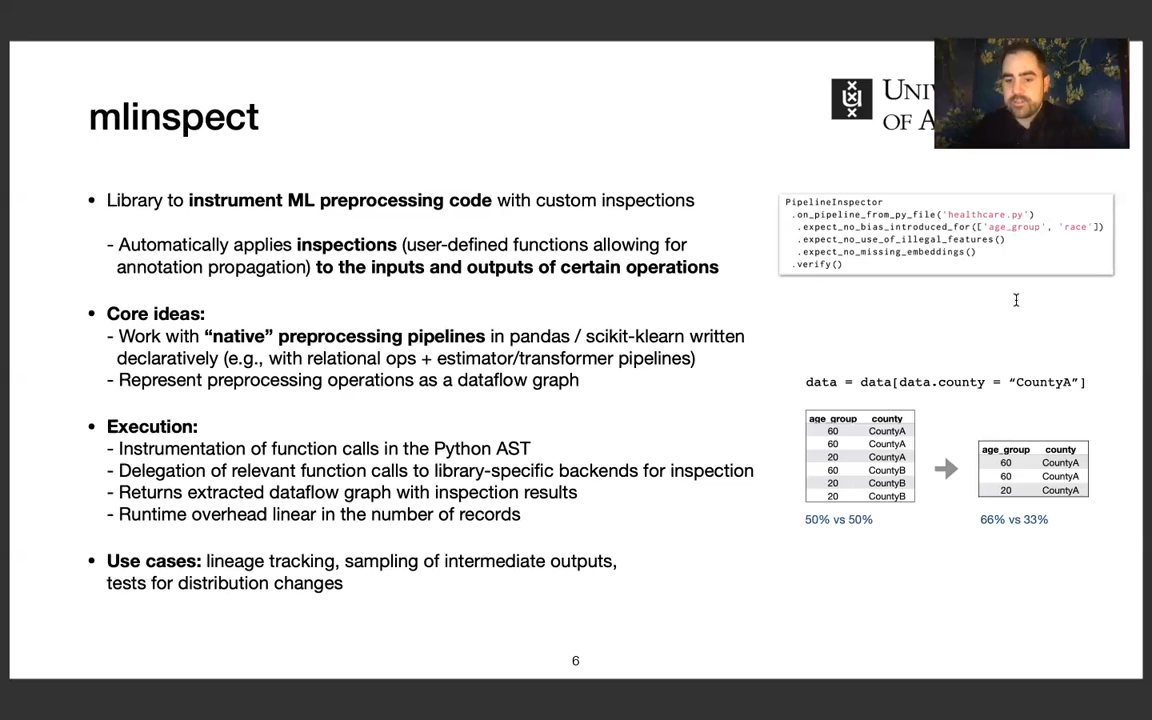 mlinspect
UNIV
OF A
• Library to instrument ML preprocessing code with custom inspections
- Automatically applies inspections (user-defined functions allowing for
annotation propagation) to the inputs and outputs of certain operations
• Core ideas:
- Work with “native” preprocessing pipelines in pandas / scikit-klearn written
declaratively (e.g., with relational ops + estimator/transformer pipelines)
- Represent preprocessing operations as a dataflow graph
• Execution:
- Instrumentation of function calls in the Python AST
- Delegation of relevant function calls to library-specific backends for inspection
- Returns extracted dataflow graph with inspection results
- Runtime overhead linear in the number of records
• Use cases: lineage tracking, sampling of intermediate outputs,
tests for distribution changes
PipelineInspector
.on_pipeline_from_py_file('healthcare.py')
.expect_no_bias_introduced_for(['age_group', 'race'])
.expect_no_use_of_illegal_features()
.expect_no_missing_embeddings()
.verify()
data = data[data.county = “CountyA”]
age_group county
60 CountyA
60 CountyA
20 CountyA
60 CountyB
20 CountyB
20 CountyB
50% vs 50%
age_group county
60 CountyA
60 CountyA
20 CountyA
66% vs 33%
6